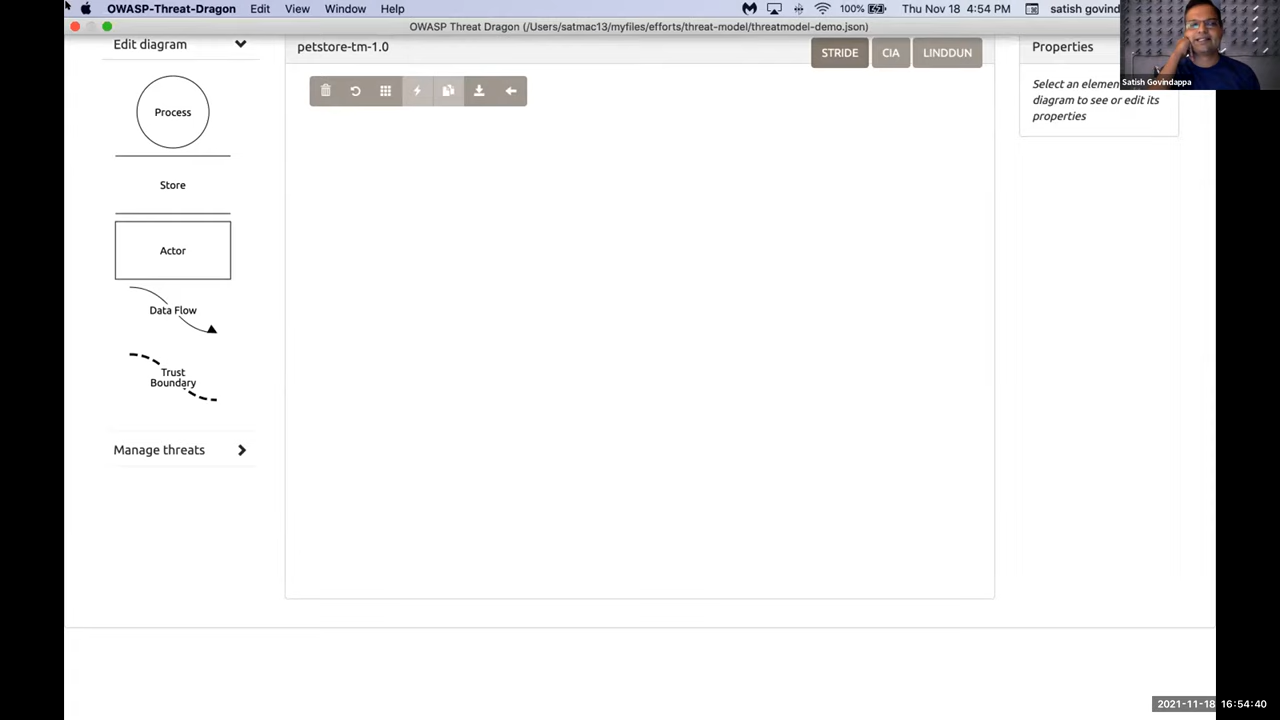 OWASP-Threat-Dragon Edit View Window Help 100% Thu Nov 18 4:54 PM satish govind
OWASP Threat Dragon (/Users/satmac13/myfiles/efforts/threat-model/threatmodel-demo.json)
Edit diagram
petstore-tm-1.0
STRIDE CIA LINDDUN
Properties
Satish Govindappa
Select an elemen
diagram to see or edit its
properties
Process
Store
Actor
Data Flow
Trust
Boundary
Manage threats
2021-11-18 16:54:40